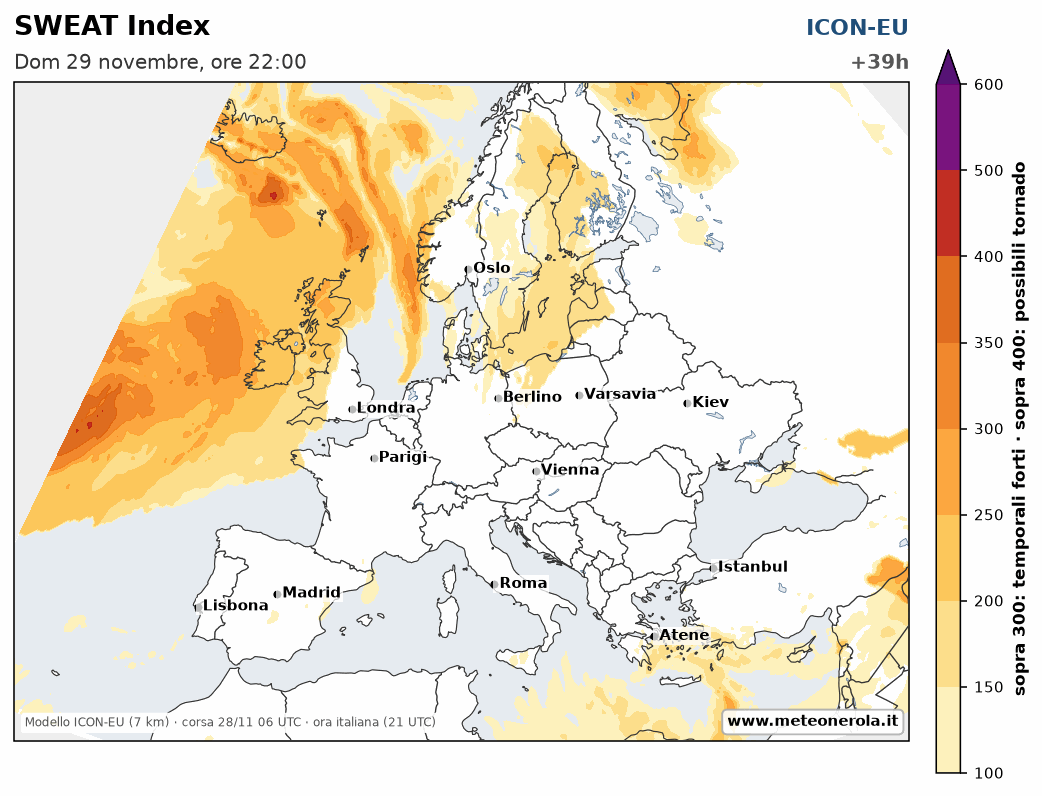 SWEAT Index
ICON-EU
Dom 29 novembre, ore 22:00
+39h
Oslo
Berlino
Varsavia
Kiev
Londra
Parigi
Vienna
Istanbul
Roma
Madrid
Lisbona
Atene
Modello ICON-EU (7 km) · corsa 28/11 06 UTC · ora italiana (21 UTC)
www.meteonerola.it
600
500
400
350
300
250
200
150
100
sopra 300: temporali forti · sopra 400: possibili tornado